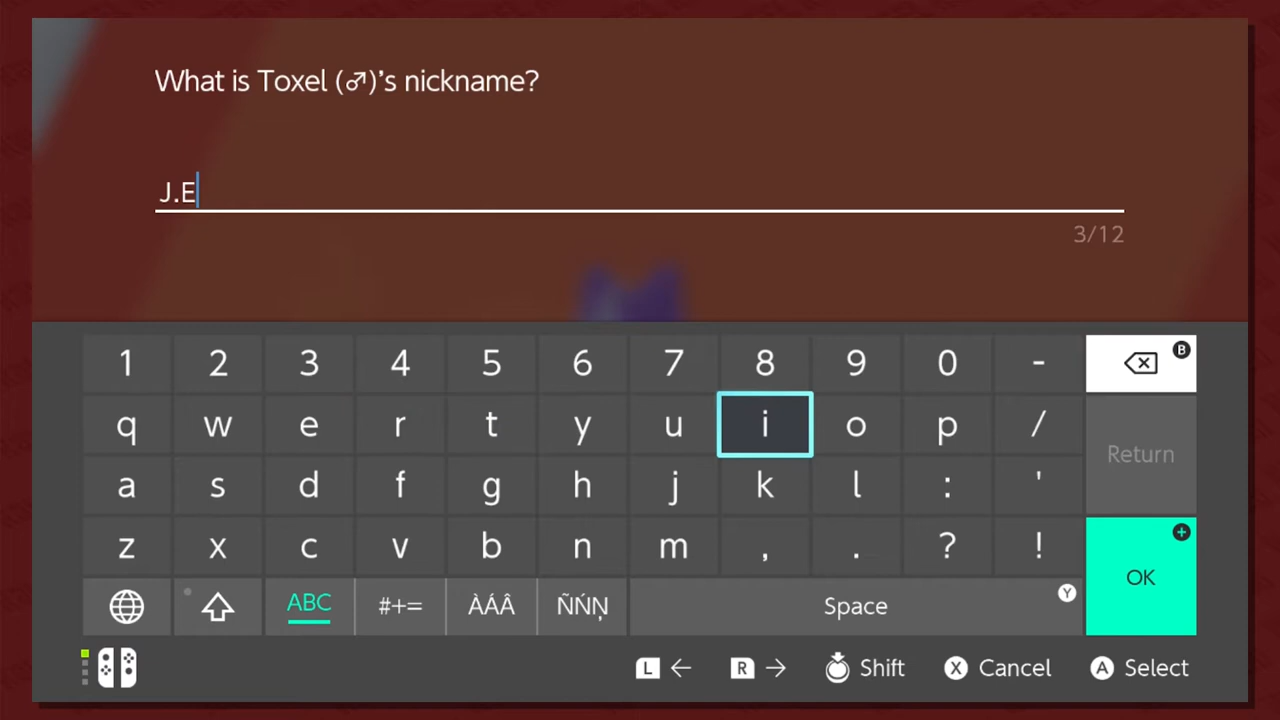 What is Toxel (♂)'s nickname?
J.E
3/12
1 2 3 4 5 6 7 8 9 0 - B
q w e r t y u i o p / Return
a s d f g h j k l : '
z x c v b n m , . ? ! + OK
ABC #+= ÀÁÂ ÑŃŅ Space Y
L ← R → Shift X Cancel A Select